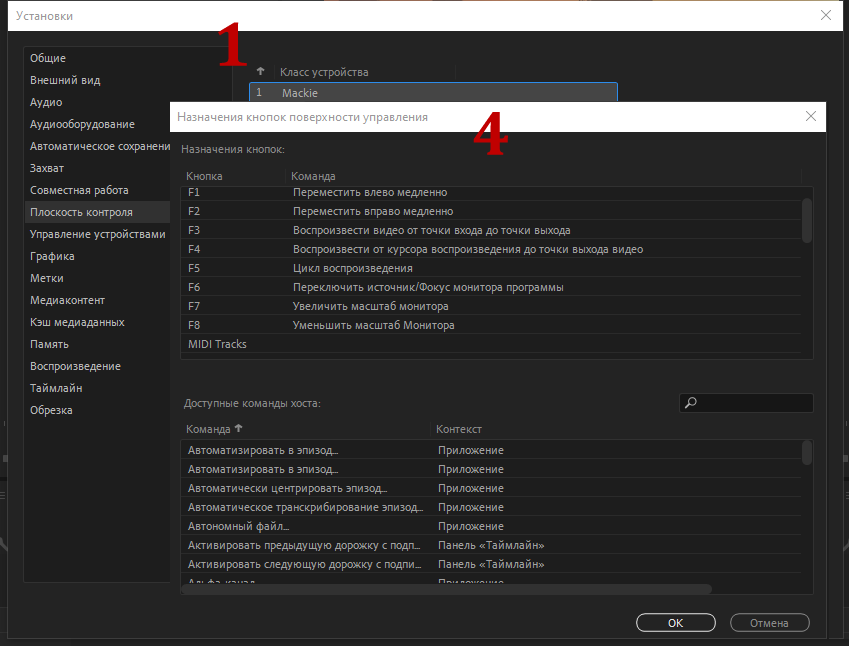 Установки
1
Общие
Внешний вид
Аудио
Аудиооборудование
Автоматическое сохранени
Захват
Совместная работа
Плоскость контроля
Управление устройствами
Графика
Метки
Медиаконтент
Кэш медиаданных
Память
Воспроизведение
Таймлайн
Обрезка
Класс устройства
1 Mackie
Назначения кнопок поверхности управления
4
Назначения кнопок:
Кнопка Команда
F1 Переместить влево медленно
F2 Переместить вправо медленно
F3 Воспроизвести видео от точки входа до точки выхода
F4 Воспроизвести от курсора воспроизведения до точки выхода видео
F5 Цикл воспроизведения
F6 Переключить источник/Фокус монитора программы
F7 Увеличить масштаб монитора
F8 Уменьшить масштаб Монитора
MIDI Tracks
Доступные команды хоста:
Команда Контекст
Автоматизировать в эпизод... Приложение
Автоматизировать в эпизод... Приложение
Автоматически центрировать эпизод... Приложение
Автоматическое транскрибирование эпизод... Приложение
Автономный файл... Приложение
Активировать предыдущую дорожку с подп... Панель «Таймлайн»
Активировать следующую дорожку с подпи... Панель «Таймлайн»
Альфа-канал Приложение
OK Отмена